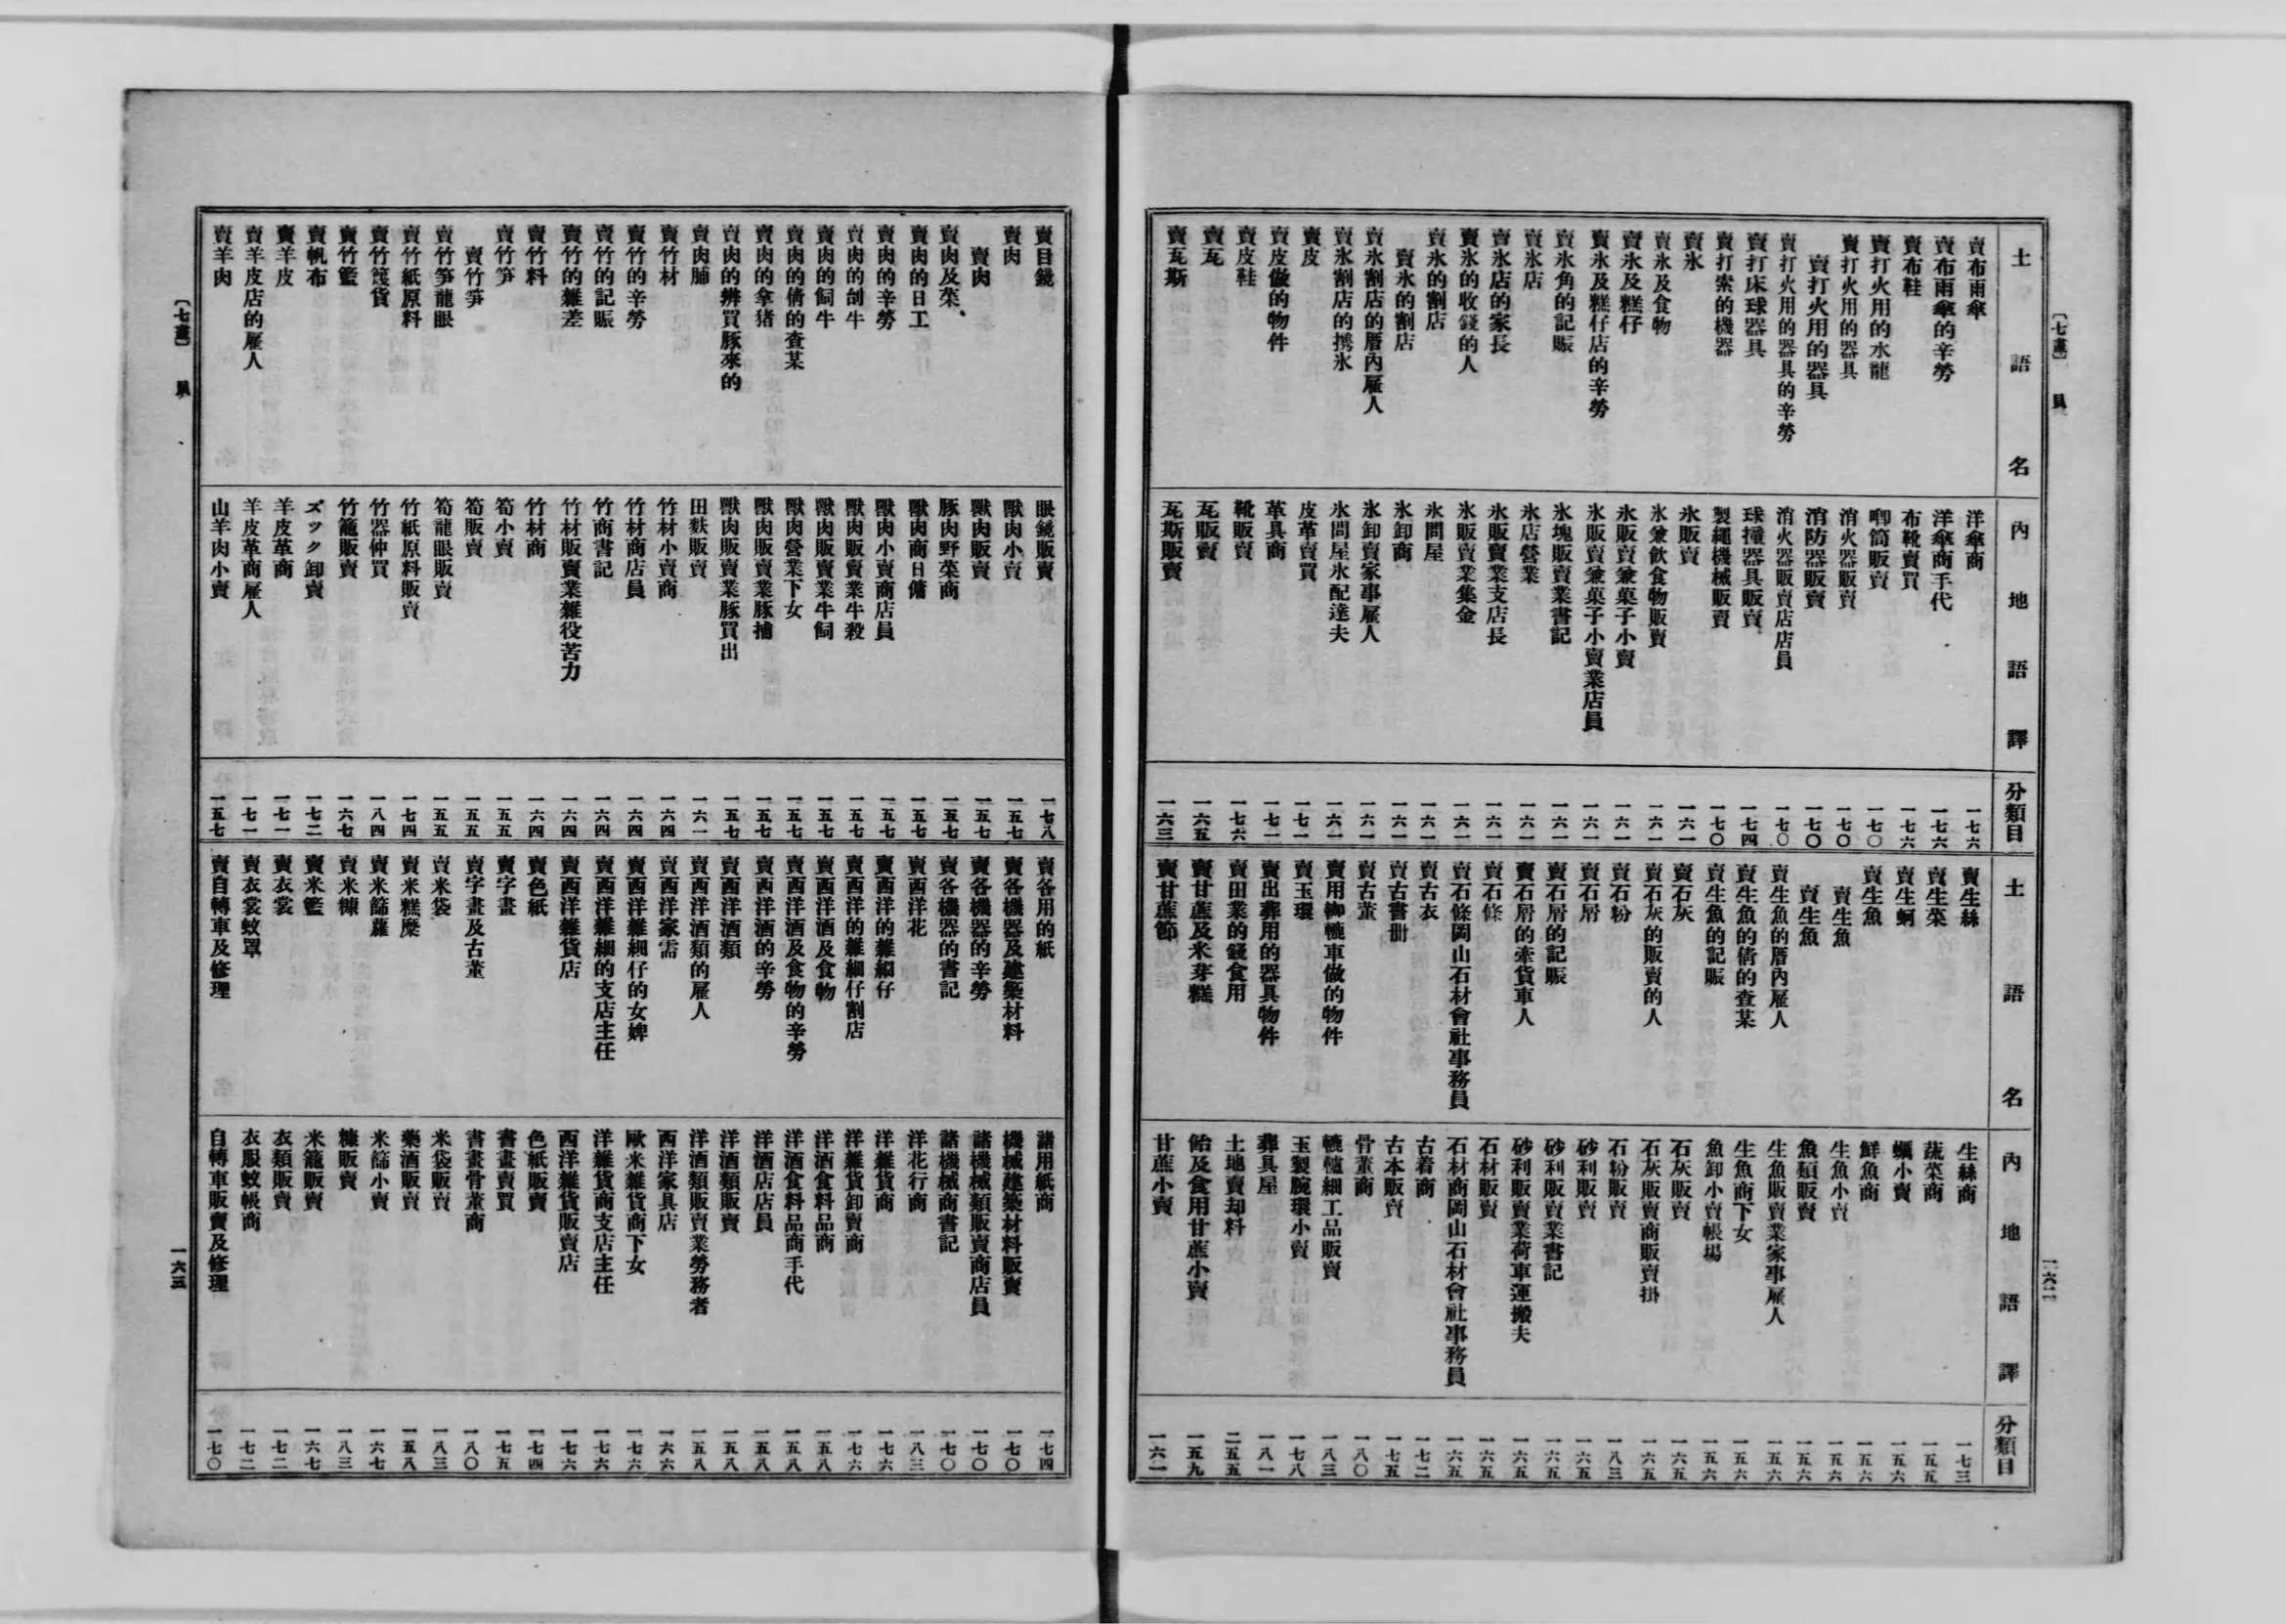 〔七畫〕 貝
土語名 內地語譯 分類目
賣布雨傘 洋傘商 一七六
賣布雨傘的辛勞 洋傘商手代 一七六
賣布鞋 布靴賣買 一七六
賣打火用的水龍 喞筒販賣 一七〇
賣打火用的器具 消火器販賣 一七〇
賣打火用的器具 消防器販賣 一七〇
賣打火用的器具的辛勞 消火器販賣店店員 一七〇
賣打床球器具 球撞器具販賣 一七四
賣打索的機器 製繩機械販賣 一七〇
賣氷 氷販賣 一六一
賣氷及食物 氷兼飲食物販賣 一六一
賣氷及糕仔 氷販賣兼菓子小賣 一六一
賣氷及糕仔店的辛勞 氷販賣兼菓子小賣業店員 一六一
賣氷角的記賬 氷塊販賣業書記 一六一
賣氷店 氷店營業 一六一
賣氷店的家長 氷販賣業支店長 一六一
賣氷的收錢的人 氷販賣業集金 一六一
賣氷的割店 氷問屋 一六一
賣氷的割店 氷卸商 一六一
賣氷割店的厝內雇人 氷卸賣家事雇人 一六一
賣氷割店的携氷 氷問屋氷配達夫 一六一
賣皮 皮革賣買 一七一
賣皮做的物件 革具商 一七一
賣皮鞋 靴販賣 一七六
賣瓦 瓦販賣 一六五
賣瓦斯 瓦斯販賣 一六三
土語名 內地語譯 分類目
賣生絲 生絲商 一七三
賣生菜 蔬菜商 一五五
賣生蚵 蠣小賣 一五六
賣生魚 鮮魚商 一五六
賣生魚 生魚小賣 一五六
賣生魚 魚類販賣 一五六
賣生魚的厝內雇人 生魚販賣業家事雇人 一五六
賣生魚的倩的查某 生魚商下女 一五六
賣生魚的記賬 魚卸小賣帳場 一五六
賣石灰 石灰販賣 一六五
賣石灰的販賣的人 石灰販賣商販賣掛 一六五
賣石粉 石粉販賣 一八三
賣石屑 砂利販賣 一六五
賣石屑的記賬 砂利販賣業書記 一六五
賣石屑的牽貨車人 砂利販賣業荷車運搬夫 一六五
賣石條 石材販賣 一六五
賣石條岡山石材會社事務員 石材商岡山石材會社事務員 一六五
賣古衣 古着商 一七二
賣古書册 古本販賣 一七五
賣古董 骨董商 一八〇
賣用轆車做的物件 轆轤細工品販賣 一八三
賣玉環 玉製腕環小賣 一七八
賣出葬用的器具物件 葬具屋 一八一
賣田業的錢食用 土地賣却料 二五五
賣甘蔗及米芽糕 飴及食用甘蔗小賣 一五九
賣甘蔗節 甘蔗小賣 一六一
一六二
賣目鏡 眼鏡販賣 一七八
賣肉 獸肉小賣 一五七
賣肉 獸肉販賣 一五七
賣肉及菜、 豚肉野菜商 一五七
賣肉的日工 獸肉商日傭 一五七
賣肉的辛勞 獸肉小賣商店員 一五七
賣肉的刣牛 獸肉販賣業牛殺 一五七
賣肉的飼牛 獸肉販賣業牛飼 一五七
賣肉的倩的查某 獸肉營業下女 一五七
賣肉的拿猪 獸肉販賣業豚捕 一五七
賣肉的辨買豚來的 獸肉販賣業豚買出 一五七
賣肉脯 田麩販賣 一六一
賣竹材 竹材小賣商 一六四
賣竹的辛勞 竹材商店員 一六四
賣竹的記賬 竹商書記 一六四
賣竹的雜差 竹材販賣業雜役苦力 一六四
賣竹料 竹材商 一六四
賣竹笋 筍小賣 一五五
賣竹笋 筍販賣 一五五
賣竹笋龍眼 筍龍眼販賣 一五五
賣竹紙原料 竹紙原料販賣 一七四
賣竹篾貨 竹器仲買 一八四
賣竹籃 竹籠販賣 一六七
賣帆布 ズック卸賣 一七二
賣羊皮 羊皮革商 一七一
賣羊皮店的雇人 羊皮革商雇人 一七一
賣羊肉 山羊肉小賣 一五七
賣各用的紙 諸用紙商 一七四
賣各機器及建築材料 機械建築材料販賣 一七〇
賣各機器的辛勞 諸機械類販賣商店員 一七〇
賣各機器的書記 諸機械商書記 一七〇
賣西洋花 洋花行商 一八三
賣西洋的雜細仔 洋雜貨商 一七六
賣西洋的雜細仔割店 洋雜貨卸賣商 一七六
賣西洋酒及食物 洋酒食料品商 一五八
賣西洋酒及食物的辛勞 洋酒食料品商手代 一五八
賣西洋酒的辛勞 洋酒店店員 一五八
賣西洋酒類 洋酒類販賣 一五八
賣西洋酒類的雇人 洋酒類販賣業勞務者 一五八
賣西洋家需 西洋家具店 一六六
賣西洋雜細仔的女婢 歐米雜貨商下女 一七六
賣西洋雜細的支店主任 洋雜貨商支店主任 一七六
賣西洋雜貨店 西洋雜貨販賣店 一七六
賣色紙 色紙販賣 一七四
賣字畫 書畫賣買 一七五
賣字畫及古董 書畫骨董商 一八〇
賣米袋 米袋販賣 一八三
賣米糕糜 藥酒販賣 一五八
賣米篩蘿 米篩小賣 一六七
賣米糠 糠販賣 一八三
賣米籃 米籠販賣 一六七
賣衣裳 衣類販賣 一七二
賣衣裳蚊罩 衣服蚊帳商 一七二
賣自轉車及修理 自轉車販賣及修理 一七〇
〔七畫〕 貝
一六三